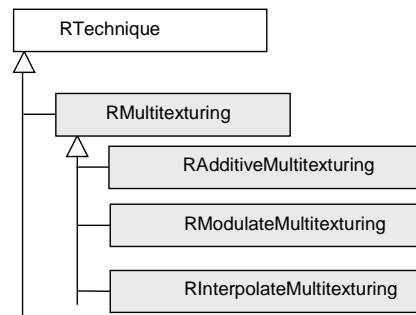 RTechnique
RMultitexturing
RAdditiveMultitexturing
RModulateMultitexturing
RInterpolateMultitexturing